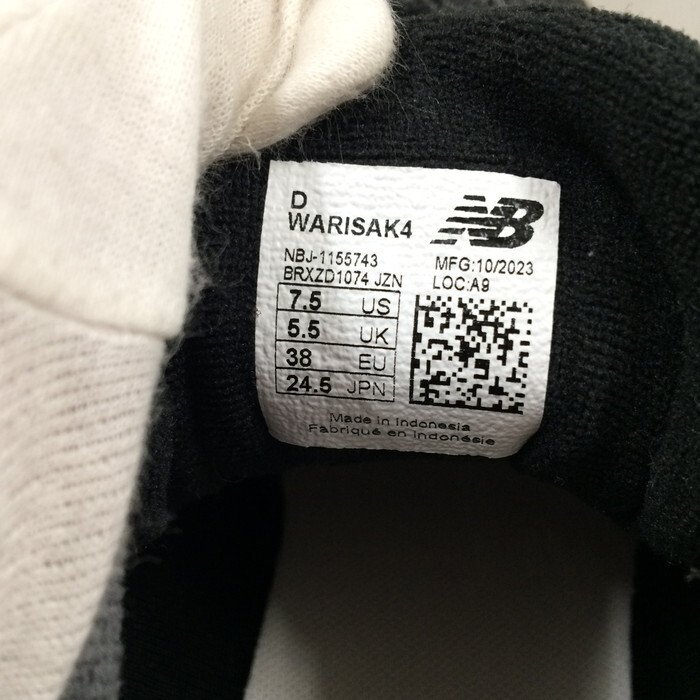 D
WARISAK4
NB
NBJ-1155743
BRXZD1074 JZN
MFG:10/2023
LOC:A9
7.5 US
5.5 UK
38 EU
24.5 JPN
Made in Indonesia
Fabriqué en Indonésie